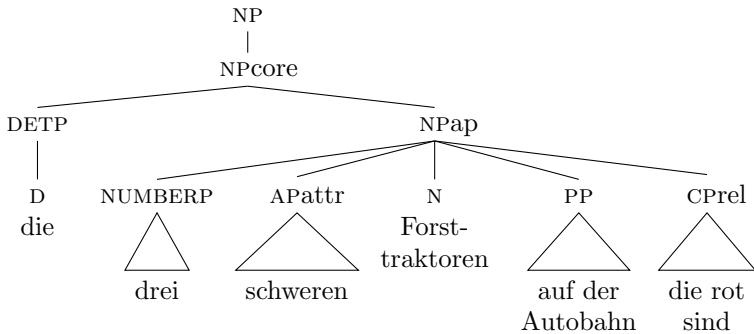 NP
NPcore
DETP NPap
D NUMBERP APattr N PP CPrel
die Forst-
traktoren
drei schweren auf der die rot
Autobahn sind